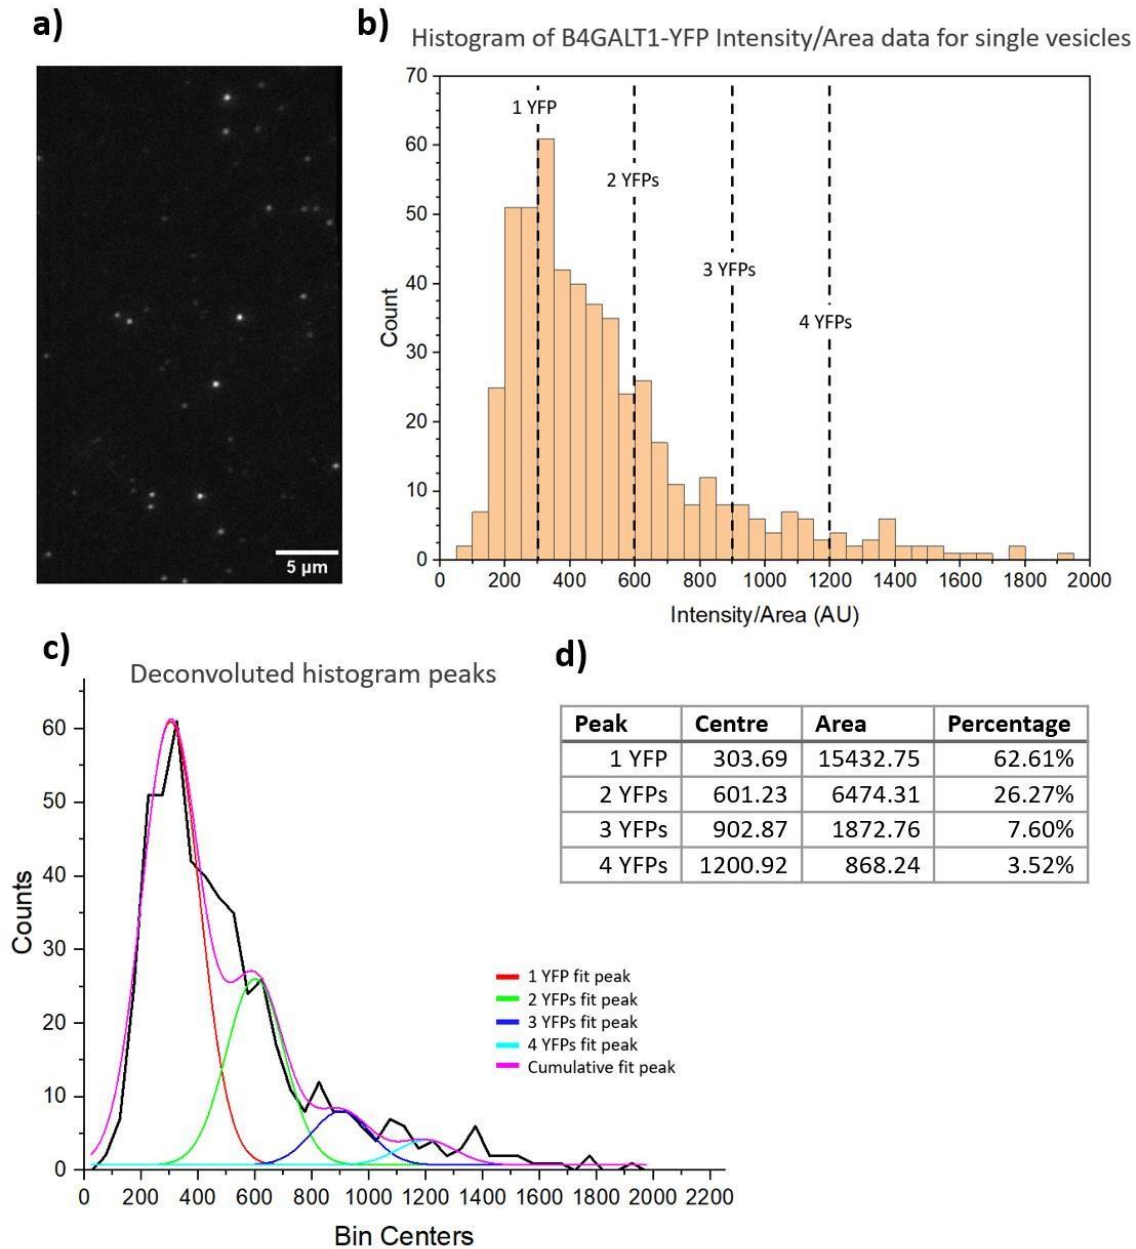 a)
5 µm
b)
Histogram of B4GALT1-YFP Intensity/Area data for single vesicles
70
60
50
40
30
20
10
0
Count
1 YFP
2 YFPs
3 YFPs
4 YFPs
0 200 400 600 800 1000 1200 1400 1600 1800 2000
Intensity/Area (AU)
c)
Deconvoluted histogram peaks
60
50
40
30
20
10
0
Counts
1 YFP fit peak
2 YFPs fit peak
3 YFPs fit peak
4 YFPs fit peak
Cumulative fit peak
0 200 400 600 800 1000 1200 1400 1600 1800 2000 2200
Bin Centers
d)
Peak Centre Area Percentage
1 YFP 303.69 15432.75 62.61%
2 YFPs 601.23 6474.31 26.27%
3 YFPs 902.87 1872.76 7.60%
4 YFPs 1200.92 868.24 3.52%